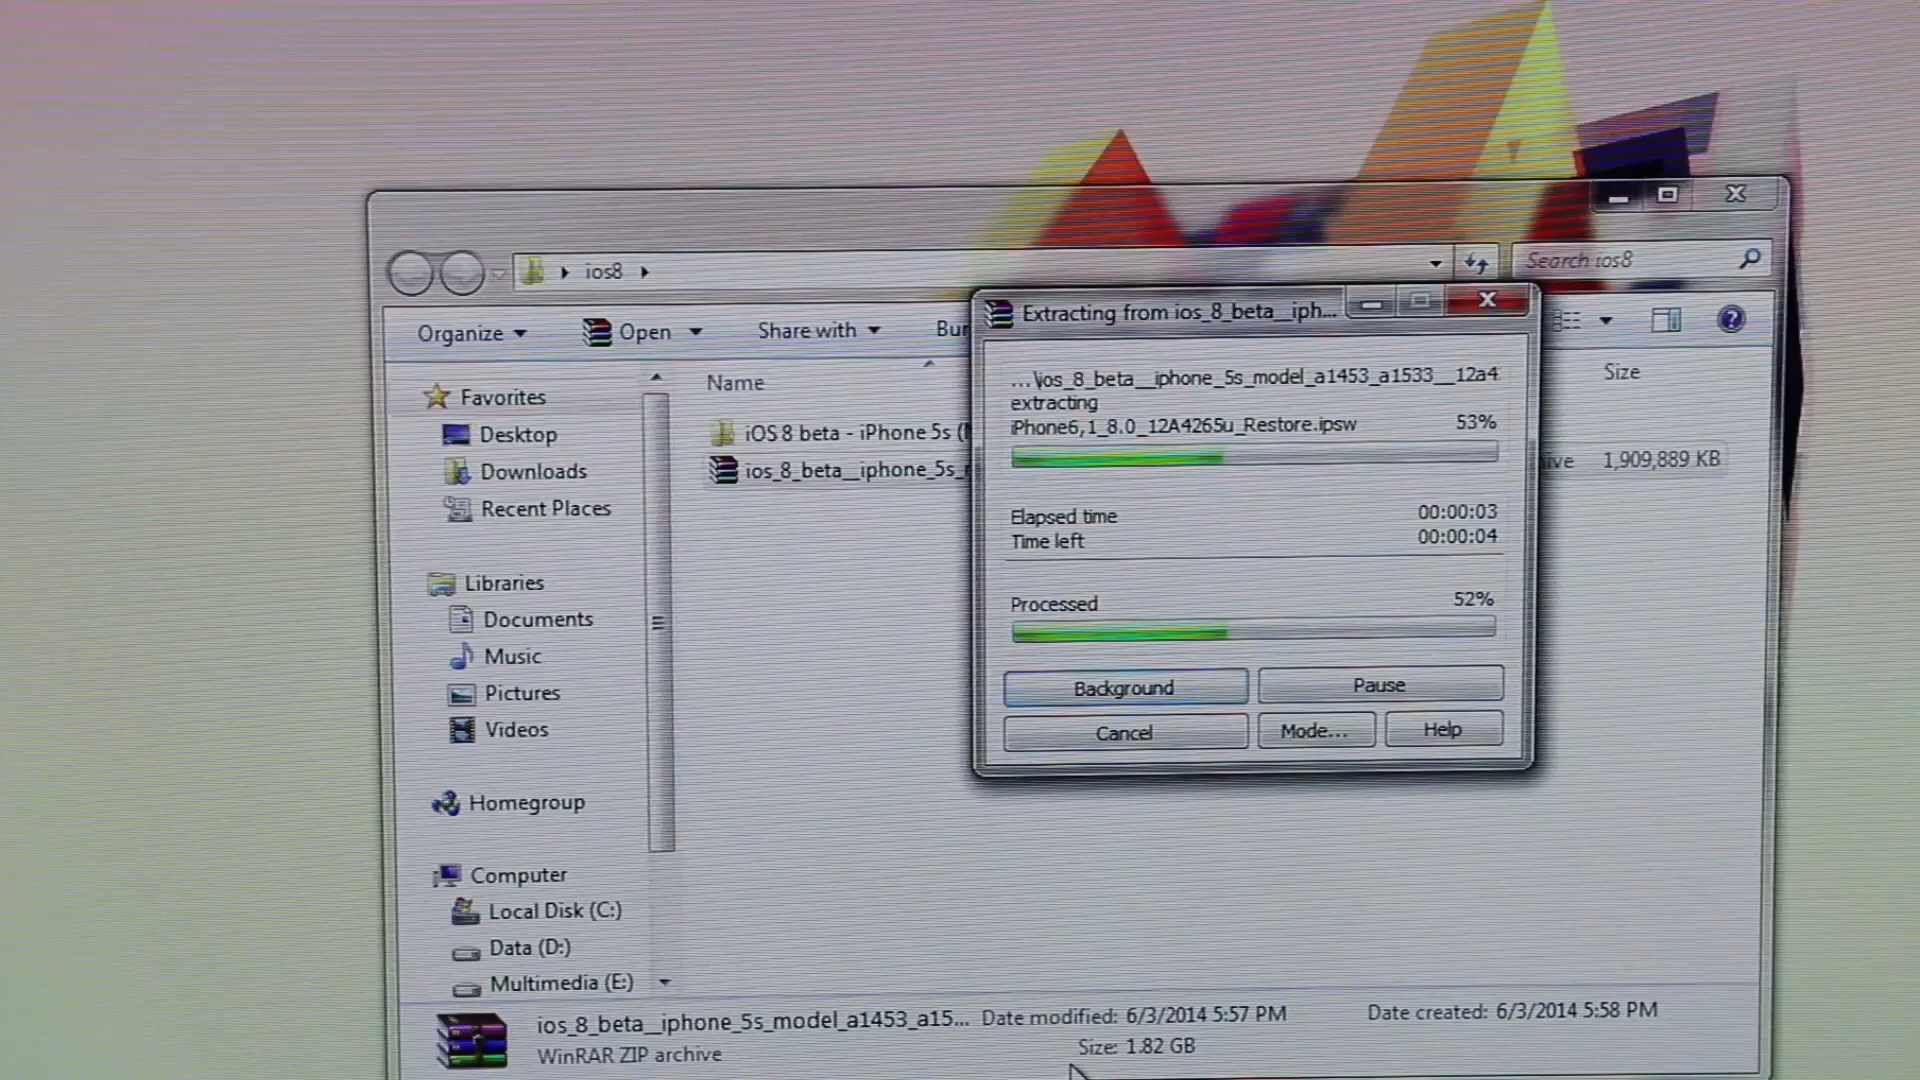 ios8
Search ios8
Organize
Open
Share with
Extracting from ios_8_beta__iph...
...\ios_8_beta__iphone_5s_model_a1453_a1533__12a4
extracting
iPhone6,1_8.0_12A4265u_Restore.ipsw 53%
Elapsed time 00:00:03
Time left 00:00:04
Processed 52%
Background
Pause
Cancel
Mode...
Help
Name
Size
iOS 8 beta - iPhone 5s
ios_8_beta__iphone_5s_
1,909,889 KB
Favorites
Desktop
Downloads
Recent Places
Libraries
Documents
Music
Pictures
Videos
Homegroup
Computer
Local Disk (C:)
Data (D:)
Multimedia (E:)
ios_8_beta__iphone_5s_model_a1453_a15... Date modified: 6/3/2014 5:57 PM Date created: 6/3/2014 5:58 PM
WinRAR ZIP archive Size: 1.82 GB